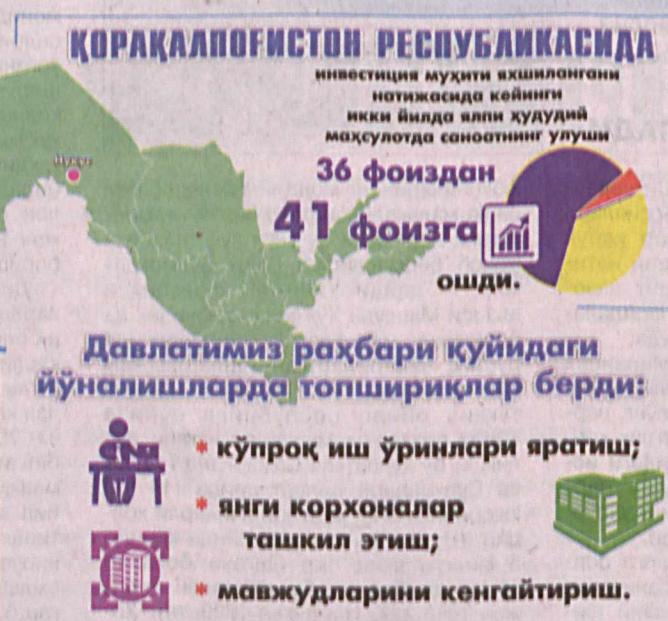 ҚОРАҚАЛПОҒИСТОН РЕСПУБЛИКАСИДА
инвестиция муҳити яхшилангани
натижасида кейинги
икки йилда ялпи ҳудудий
маҳсулотда саноатнинг улуши
36 фоиздан
41 фоизга
ошди.
Нукус
Давлатимиз раҳбари қуйидаги
йўналишларда топшириқлар берди:
* кўпроқ иш ўринлари яратиш;
* янги корхоналар
ташкил этиш;
* мавжудларини кенгайтириш.